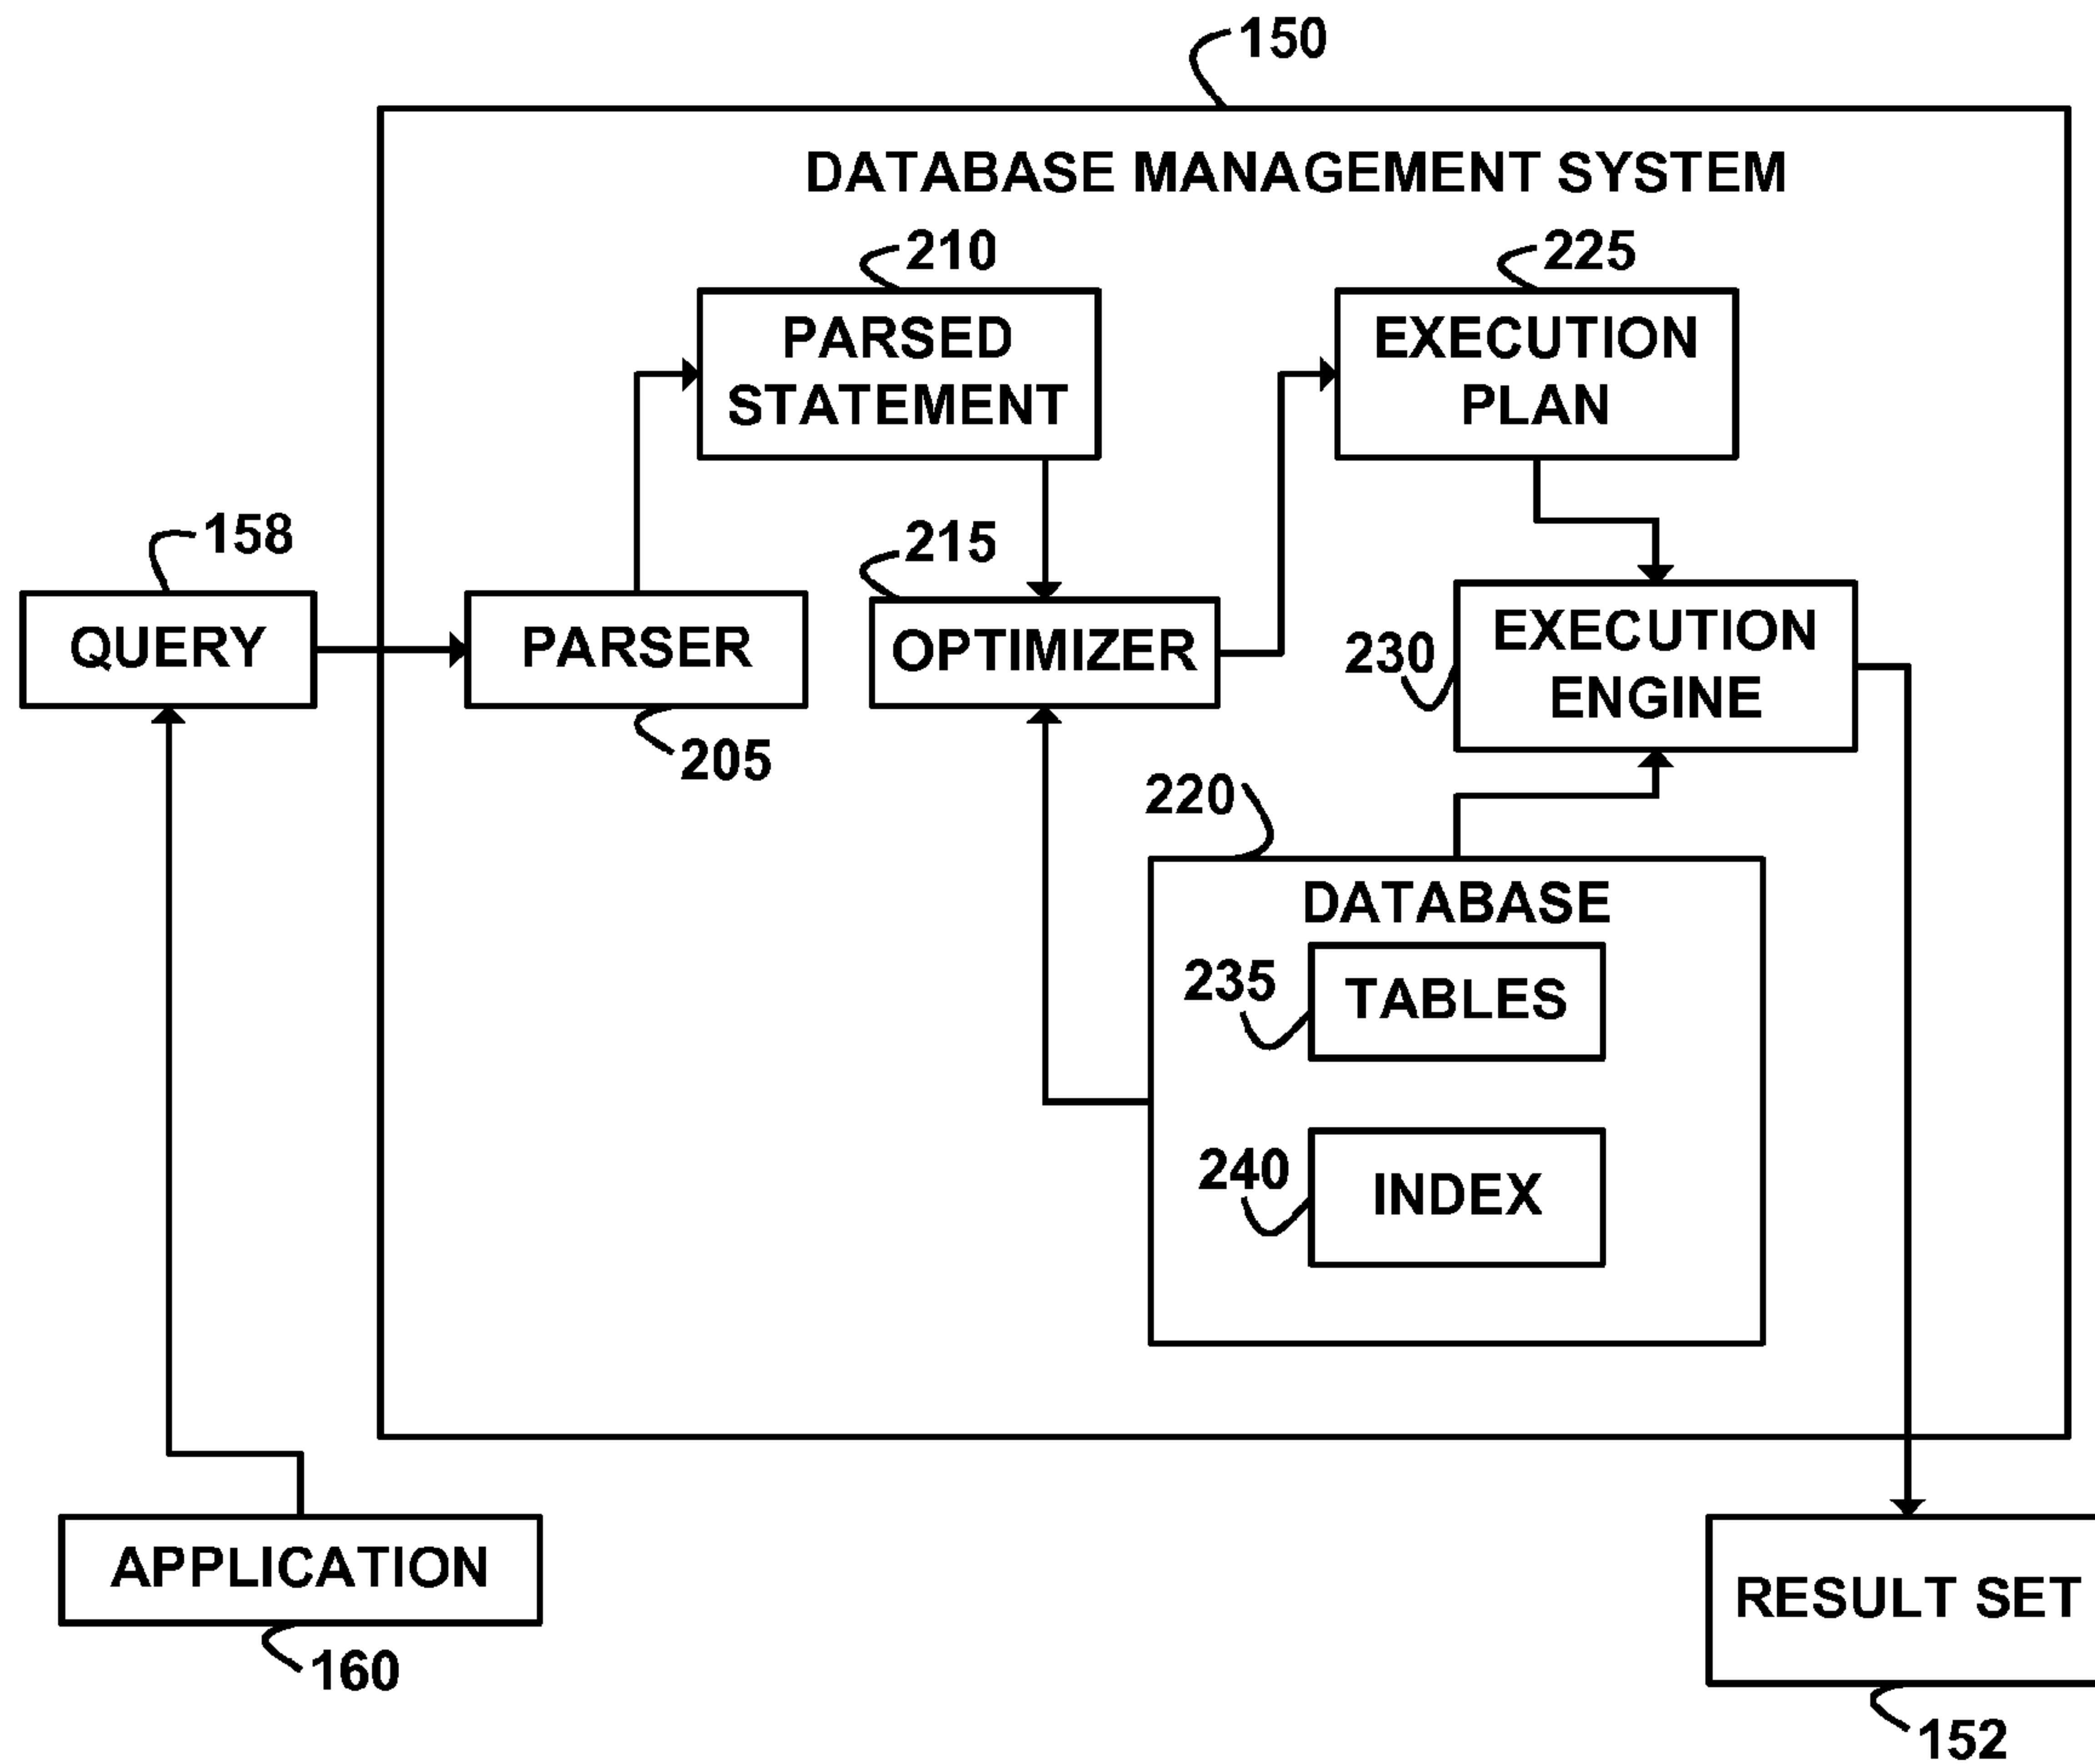 150
DATABASE MANAGEMENT SYSTEM
210
225
PARSED
STATEMENT
EXECUTION
PLAN
158
215
QUERY
PARSER
OPTIMIZER
230
EXECUTION
ENGINE
205
220
DATABASE
235
TABLES
240
INDEX
APPLICATION
RESULT SET
160
152